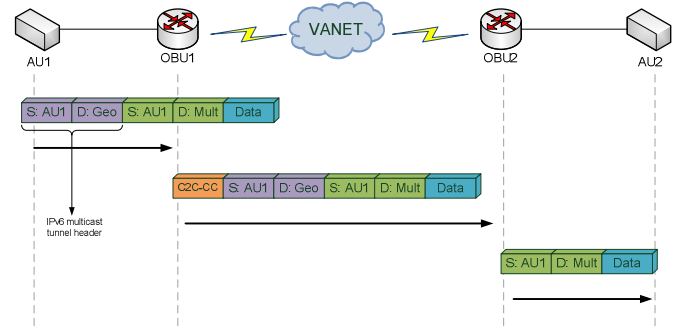 VANET
AU1
OBU1
OBU2
AU2
S: AU1 D: Geo S: AU1 D: Mult Data
C2C-CC S: AU1 D: Geo S: AU1 D: Mult Data
IPv6 multicast
tunnel header
S: AU1 D: Mult Data